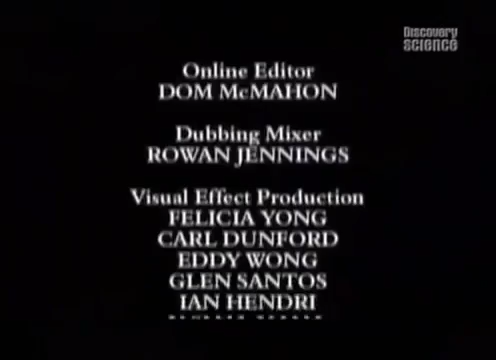 Discovery
SCIENCE
Online Editor
DOM McMAHON
Dubbing Mixer
ROWAN JENNINGS
Visual Effect Production
FELICIA YONG
CARL DUNFORD
EDDY WONG
GLEN SANTOS
IAN HENDRI